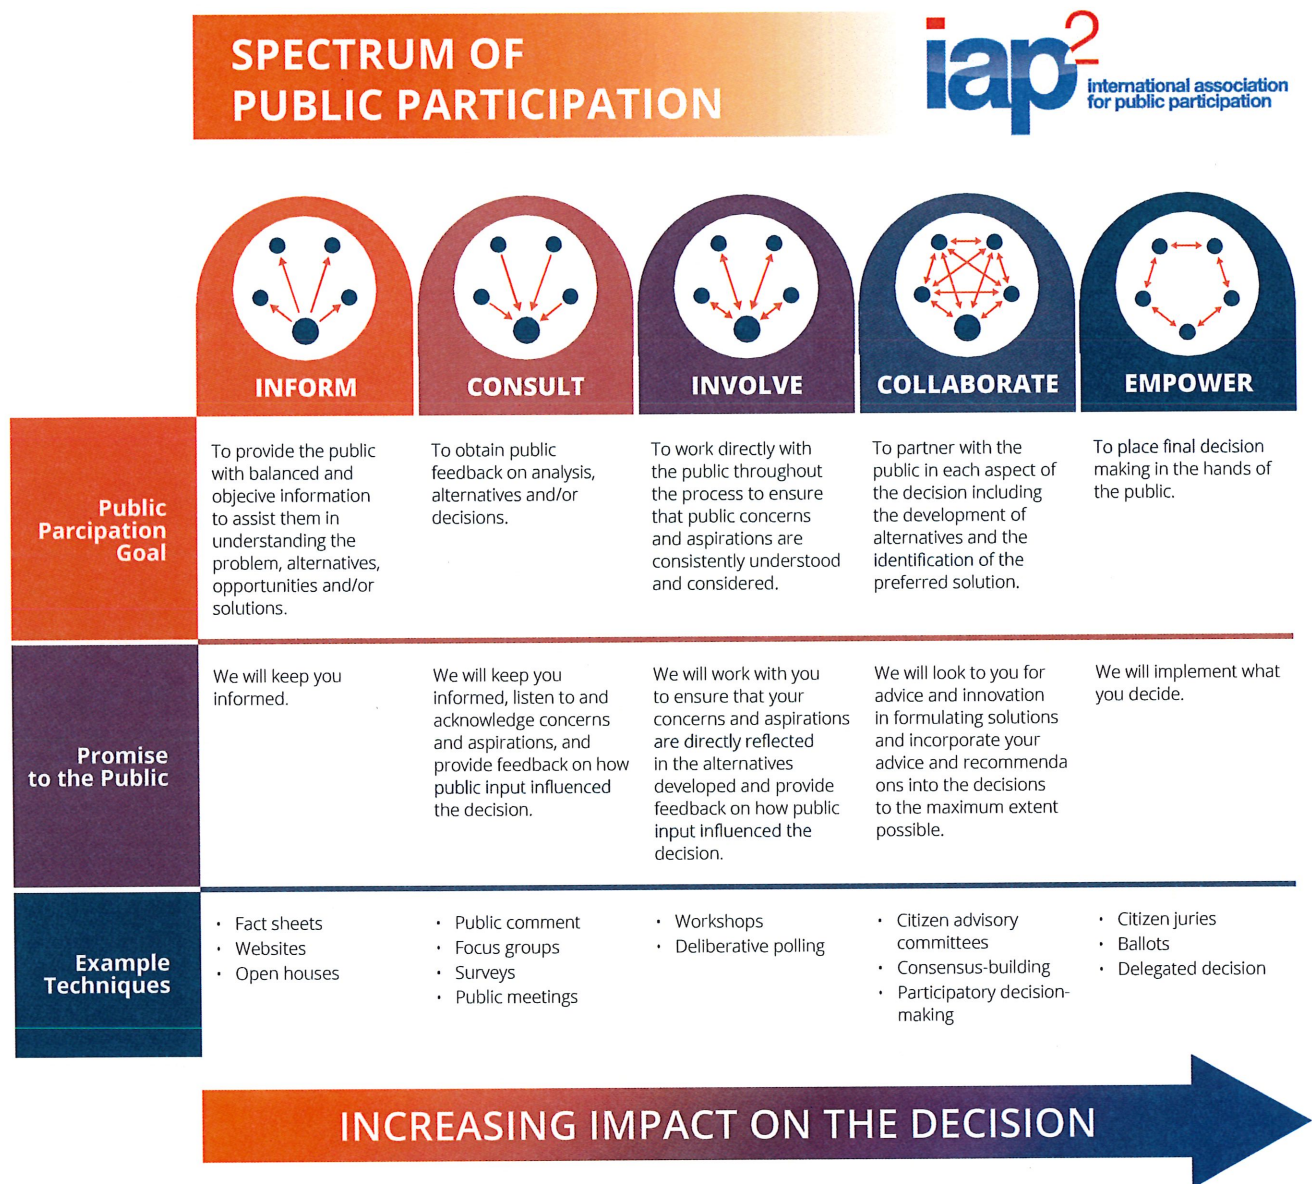 SPECTRUM OF
PUBLIC PARTICIPATION
iap2
international association
for public participation
INFORM
CONSULT
INVOLVE
COLLABORATE
EMPOWER
Public
Parcipation
Goal
To provide the public
with balanced and
objecive information
to assist them in
understanding the
problem, alternatives,
opportunities and/or
solutions.
To obtain public
feedback on analysis,
alternatives and/or
decisions.
To work directly with
the public throughout
the process to ensure
that public concerns
and aspirations are
consistently understood
and considered.
To partner with the
public in each aspect of
the decision including
the development of
alternatives and the
identification of the
preferred solution.
To place final decision
making in the hands of
the public.
Promise
to the Public
We will keep you
informed.
We will keep you
informed, listen to and
acknowledge concerns
and aspirations, and
provide feedback on how
public input influenced
the decision.
We will work with you
to ensure that your
concerns and aspirations
are directly reflected
in the alternatives
developed and provide
feedback on how public
input influenced the
decision.
We will look to you for
advice and innovation
in formulating solutions
and incorporate your
advice and recommenda
ons into the decisions
to the maximum extent
possible.
We will implement what
you decide.
Example
Techniques
• Fact sheets
• Websites
• Open houses
• Public comment
• Focus groups
• Surveys
• Public meetings
• Workshops
• Deliberative polling
• Citizen advisory
committees
• Consensus-building
• Participatory decision-
making
• Citizen juries
• Ballots
• Delegated decision
INCREASING IMPACT ON THE DECISION